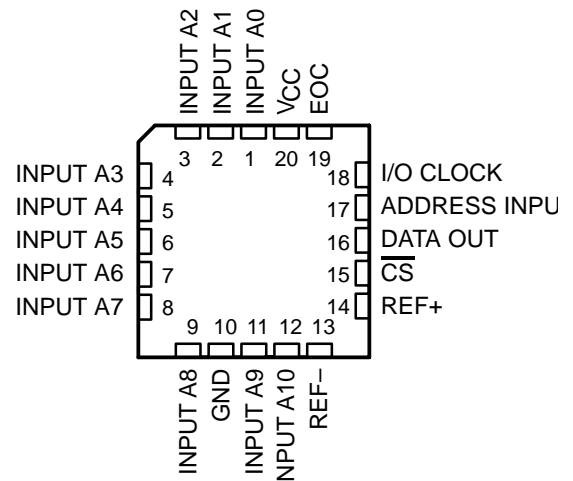 INPUT A2
INPUT A1
INPUT A0
VCC
EOC
3 2 1 20 19
INPUT A3 4
INPUT A4 5
INPUT A5 6
INPUT A6 7
INPUT A7 8
18 I/O CLOCK
17 ADDRESS INPU
16 DATA OUT
15 CS
14 REF+
9 10 11 12 13
INPUT A8
GND
INPUT A9
NPUT A10
REF–